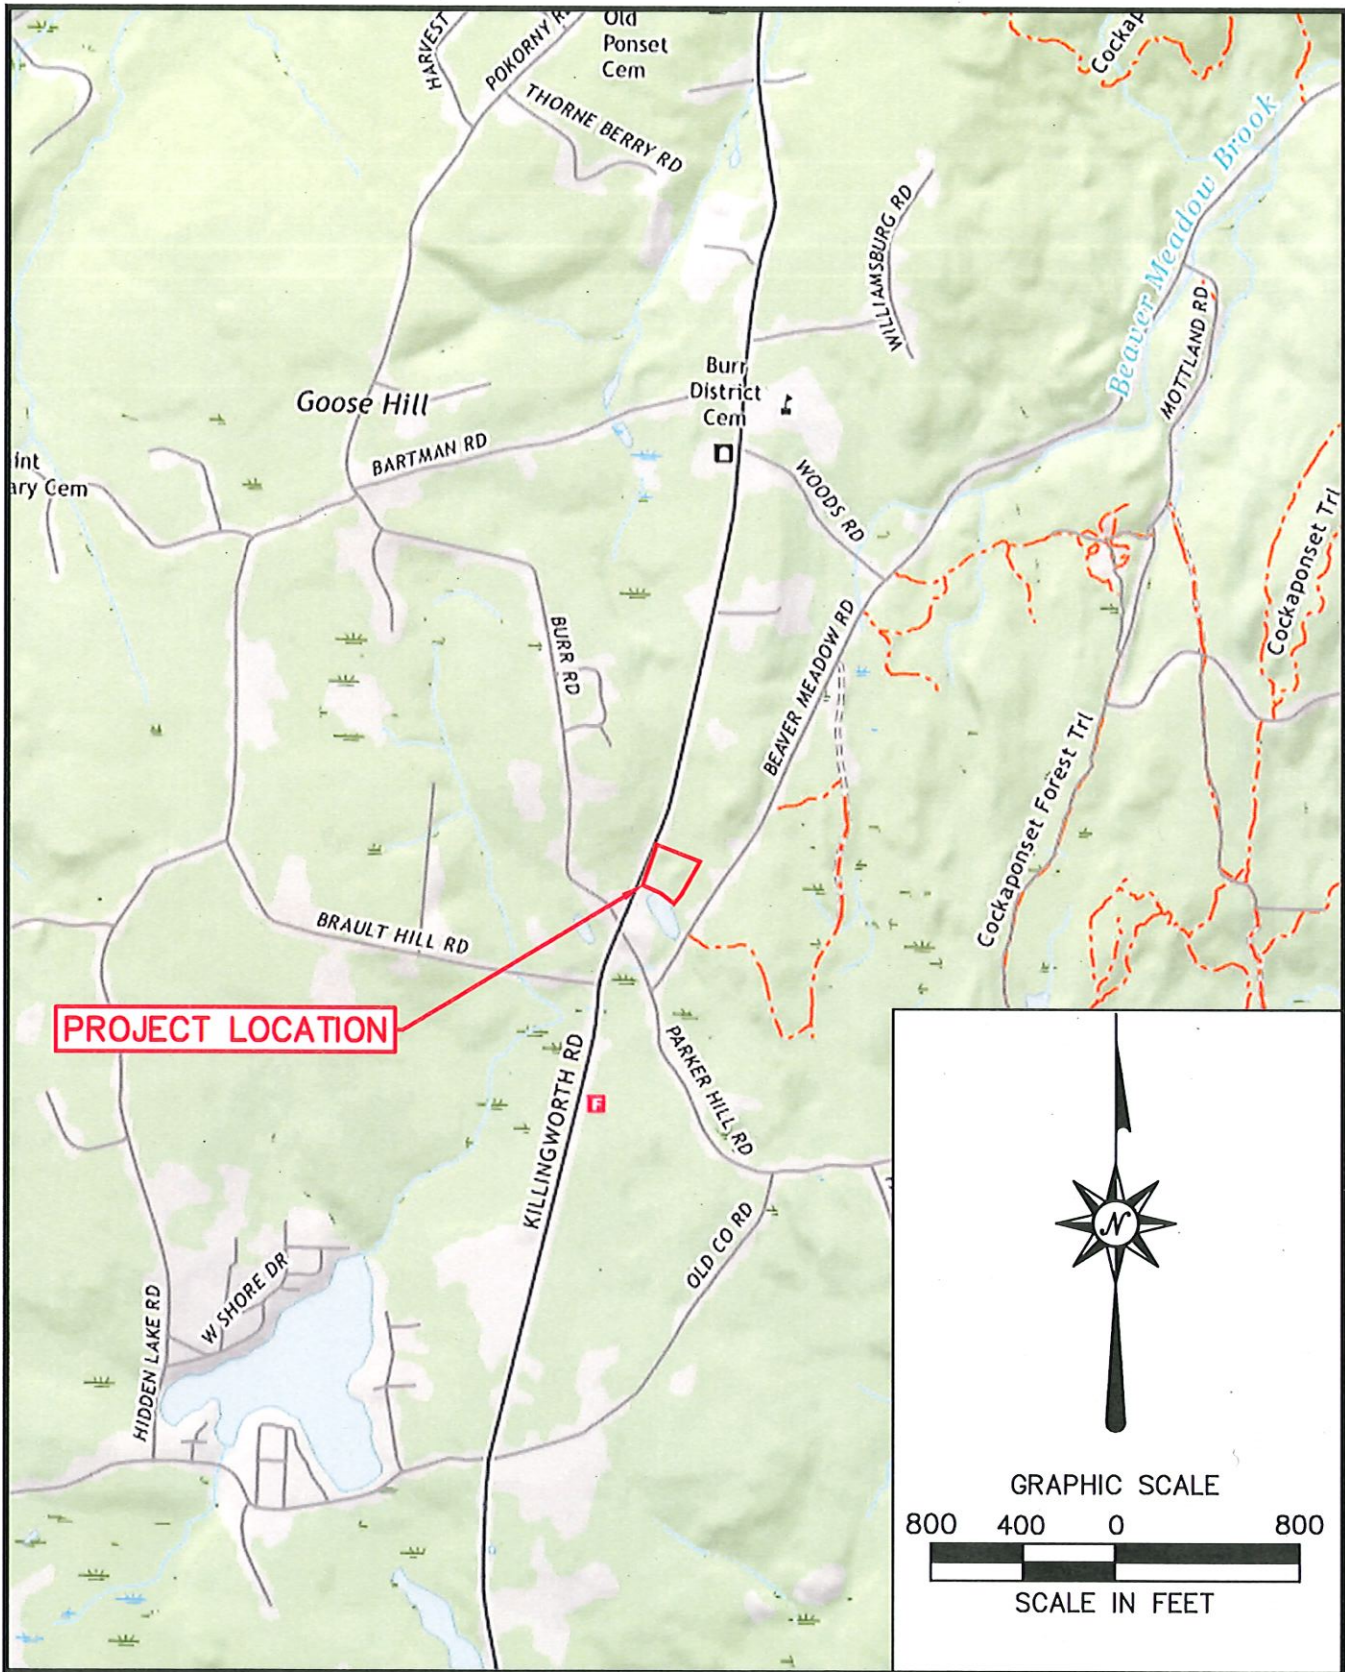 HARVEST
POKORNY R
Old
Ponset
Cem
THORNE BERRY RD
Cockap
Beaver Meadow Brook
WILLIAMSBURG RD
MOTTLAND RD
Burr
District
Cem
Goose Hill
BARTMAN RD
int
ary Cem
WOODS RD
Cockaponset Trl
BURR RD
BEAVER MEADOW RD
Cockaponset Forest Trl
BRAULT HILL RD
PROJECT LOCATION
KILLINGWORTH RD
F
PARKER HILL RD
OLD CO RD
W SHORE DR
HIDDEN LAKE RD
N
GRAPHIC SCALE
800 400 0 800
SCALE IN FEET